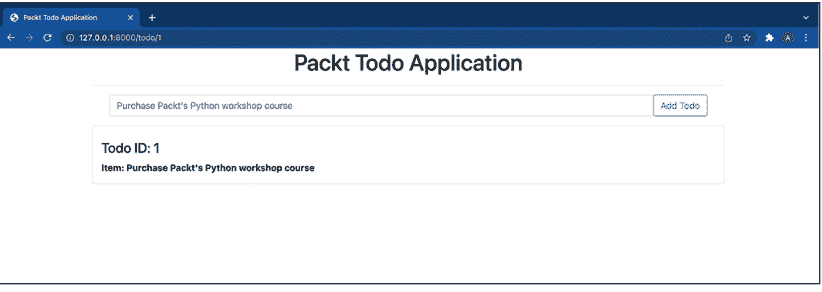 Packt Todo Application
127.0.0.1:8000/todo/1
Packt Todo Application
Purchase Packt's Python workshop course
Add Todo
Todo ID: 1
Item: Purchase Packt's Python workshop course